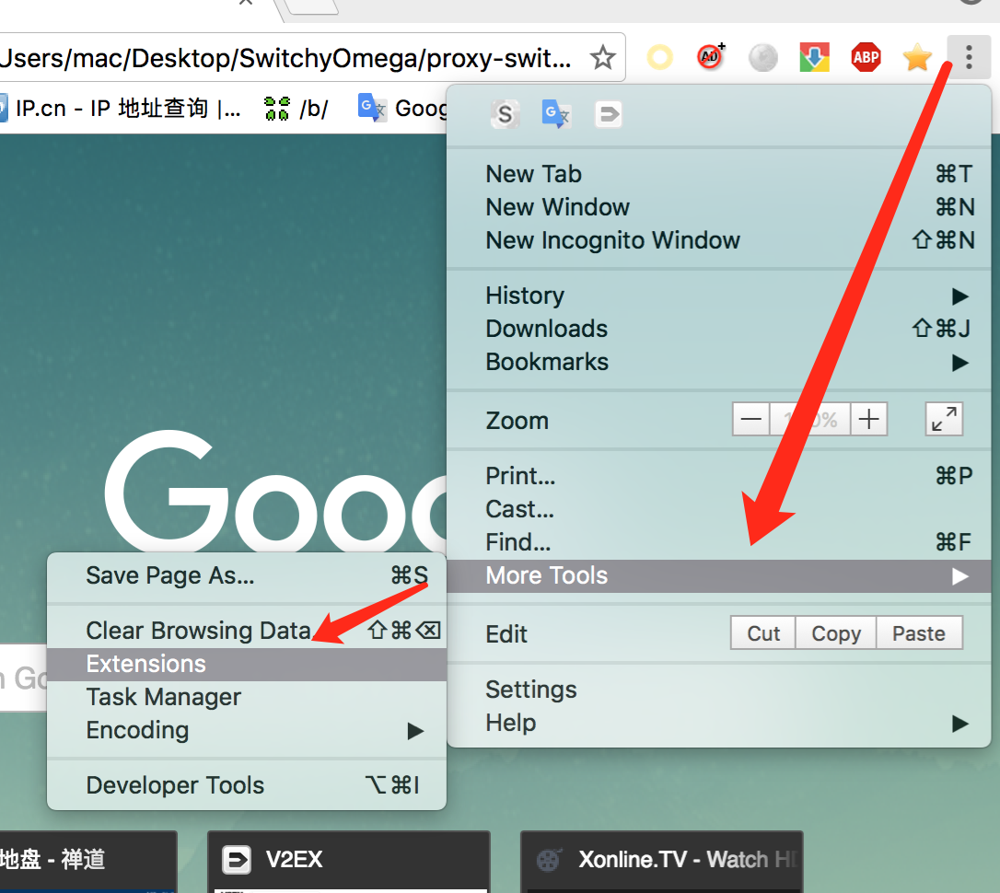 Users/mac/Desktop/SwitchyOmega/proxy-swit...
AD+
ABP
IP.cn - IP 地址查询 |...
/b/
Goog
S
New Tab ⌘T
New Window ⌘N
New Incognito Window ⇧⌘N
History ▶
Downloads ⇧⌘J
Bookmarks ▶
Zoom — % +
Print... ⌘P
Cast...
Find... ⌘F
More Tools ▶
Edit Cut Copy Paste
Settings
Help ▶
Goo
Save Page As... ⌘S
Clear Browsing Data ⇧⌘⌫
Extensions
Task Manager
Encoding ▶
Developer Tools ⌥⌘I
地盘 - 禅道
V2EX
Xonline.TV - Watch HD